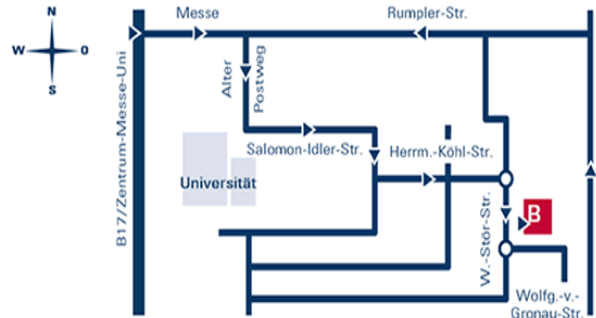 N
W O
S
Messe
Rumpler-Str.
B17/Zentrum-Messe-Uni
Alter
Postweg
Salomon-Idler-Str.
Herrm.-Köhl-Str.
Universität
W.-Stör-Str.
B
Wolfg.-v.-
Gronau-Str.